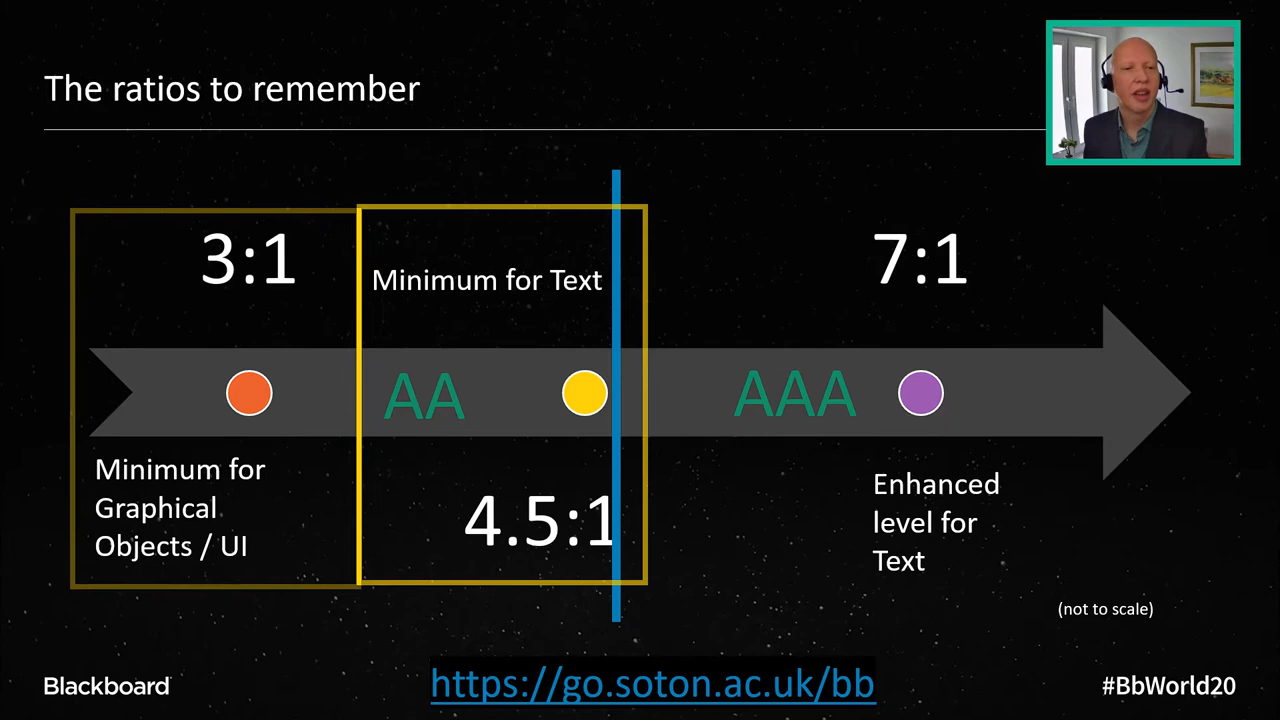 The ratios to remember
3:1
Minimum for Text
7:1
AA
AAA
Minimum for
Graphical
Objects / UI
4.5:1
Enhanced
level for
Text
(not to scale)
Blackboard
https://go.soton.ac.uk/bb
#BbWorld20